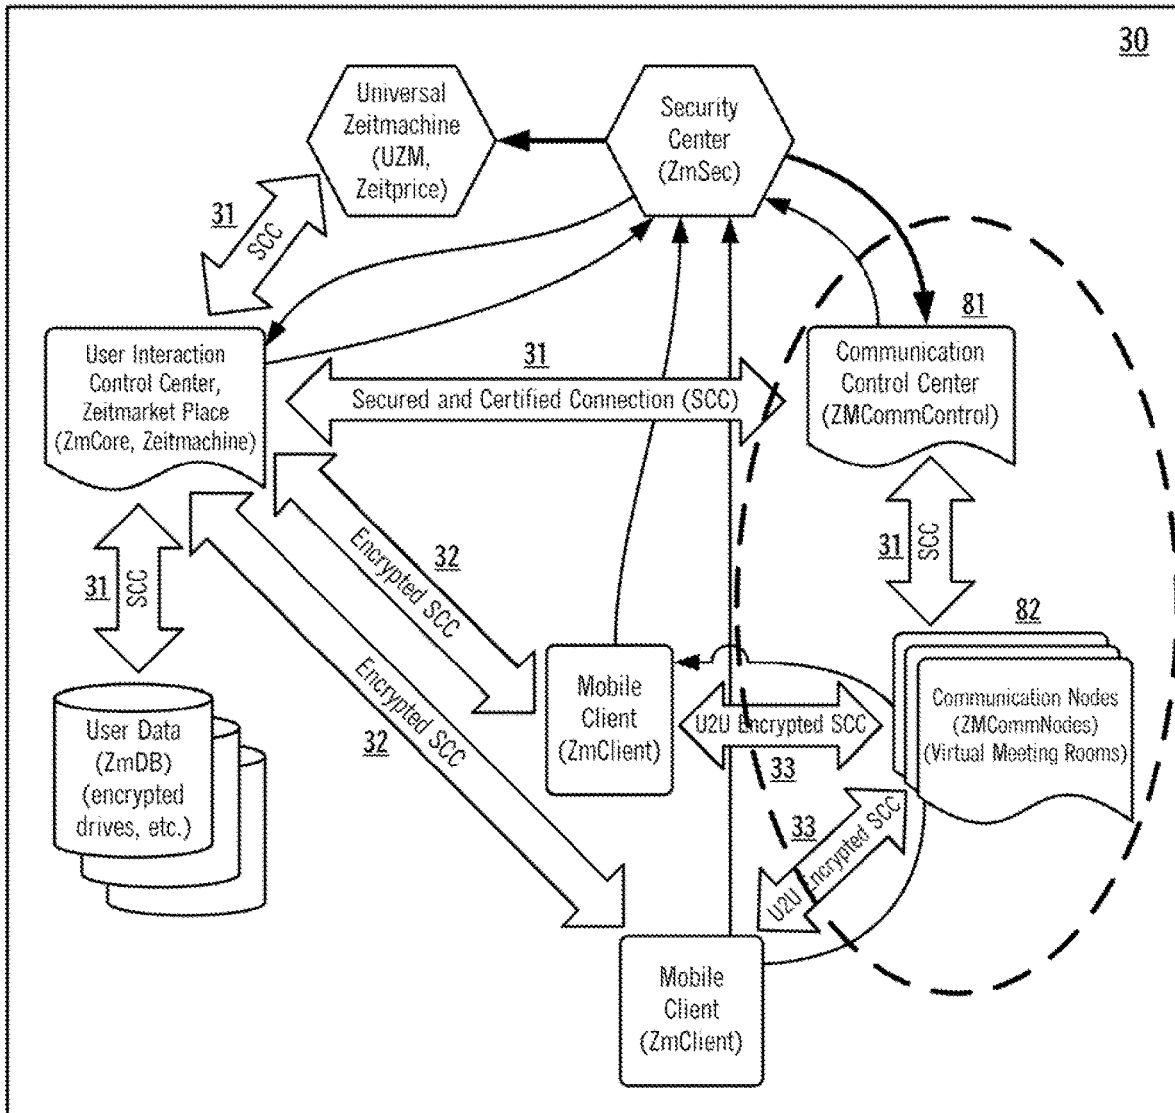 30
Universal
Zeitmachine
(UZM,
Zeitprice)
Security
Center
(ZmSec)
31
SCC
81
User Interaction
Control Center,
Zeitmarket Place
(ZmCore, Zeitmachine)
31
Secured and Certified Connection (SCC)
Communication
Control Center
(ZMCommControl)
31
SCC
31
SCC
32
Encrypted SCC
32
Encrypted SCC
82
Communication Nodes
(ZMCommNodes)
(Virtual Meeting Rooms)
Mobile
Client
(ZmClient)
U2U Encrypted SCC
33
User Data
(ZmDB)
(encrypted
drives, etc.)
33
U2U Encrypted SCC
Mobile
Client
(ZmClient)